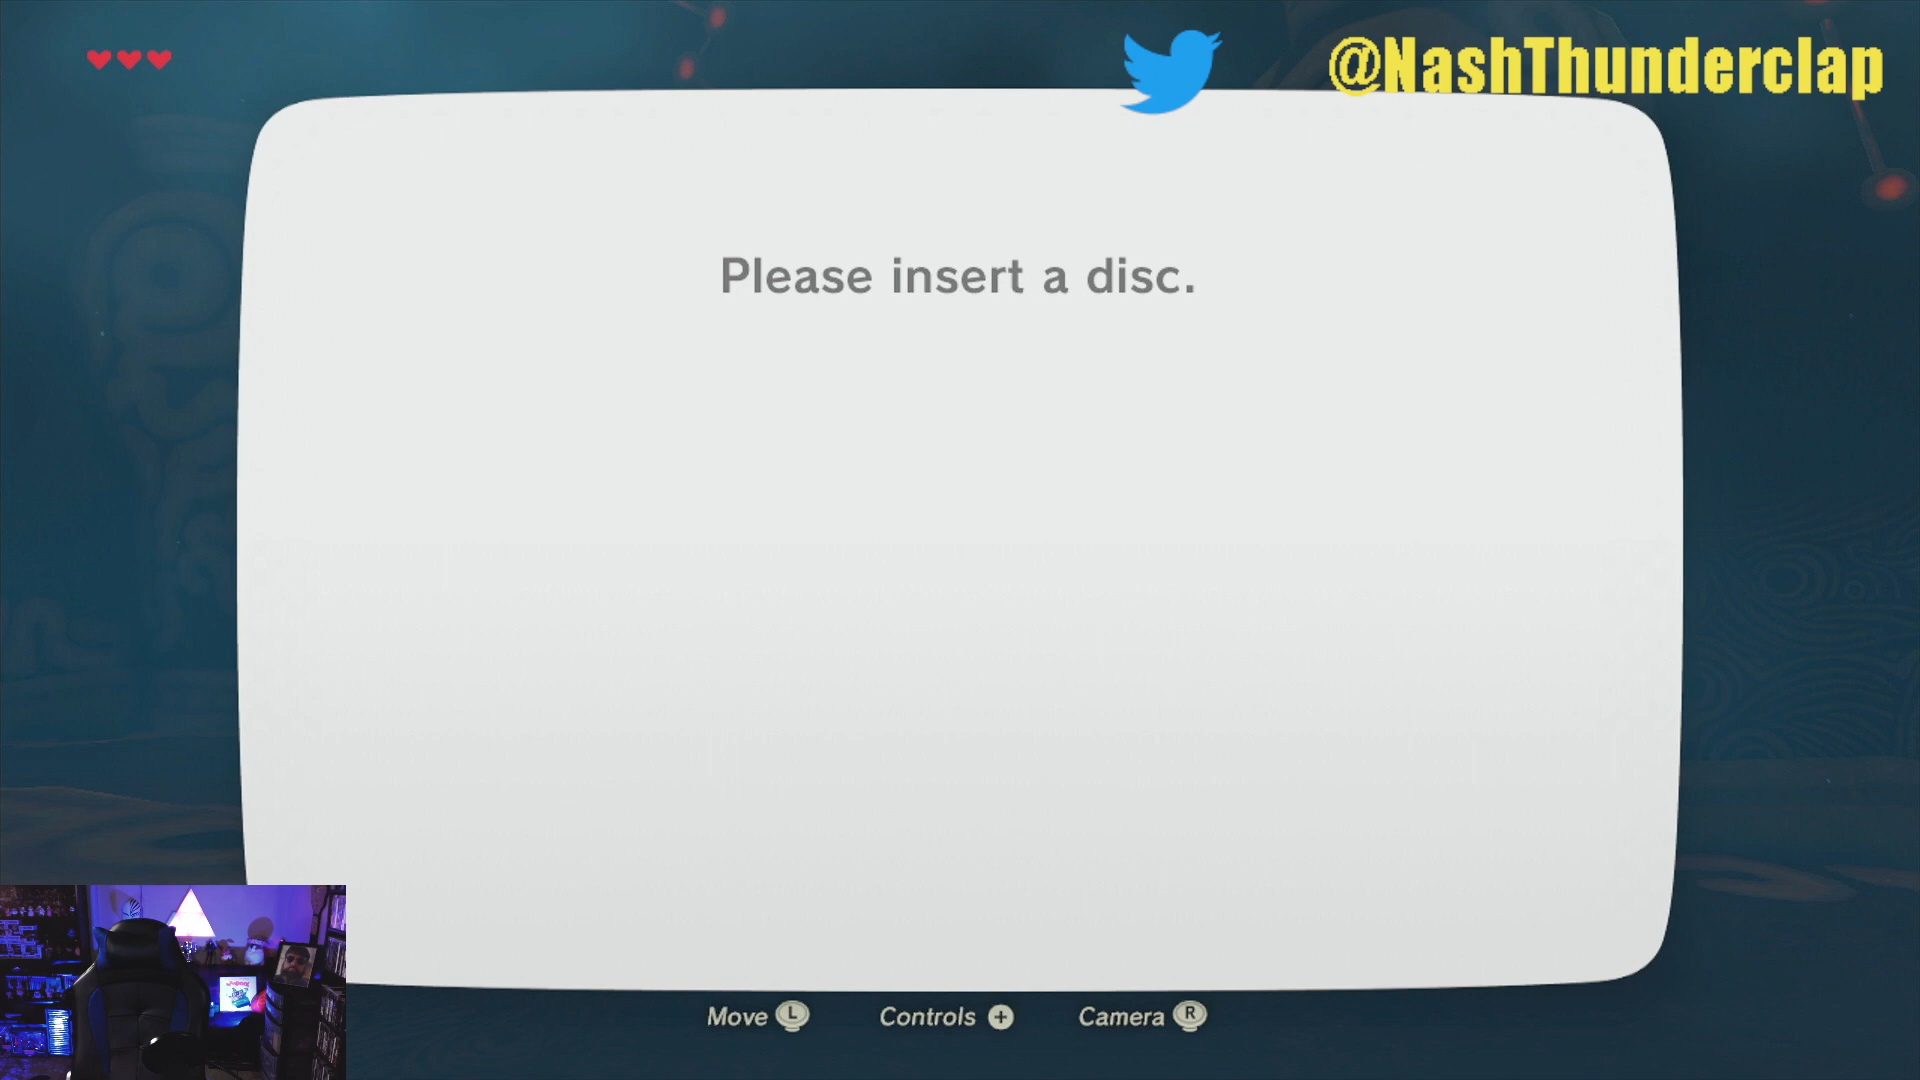 @NashThunderclap
Please insert a disc.
Move L Controls + Camera R